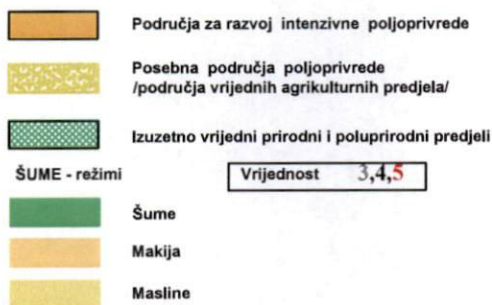 Područja za razvoj intenzivne poljoprivrede
Posebna područja poljoprivrede
/područja vrijednih agrikulturnih predjela/
Izuzetno vrijedni prirodni i poluprirodni predjeli
ŠUME - režimi
Vrijednost 3,4,5
Šume
Makija
Masline